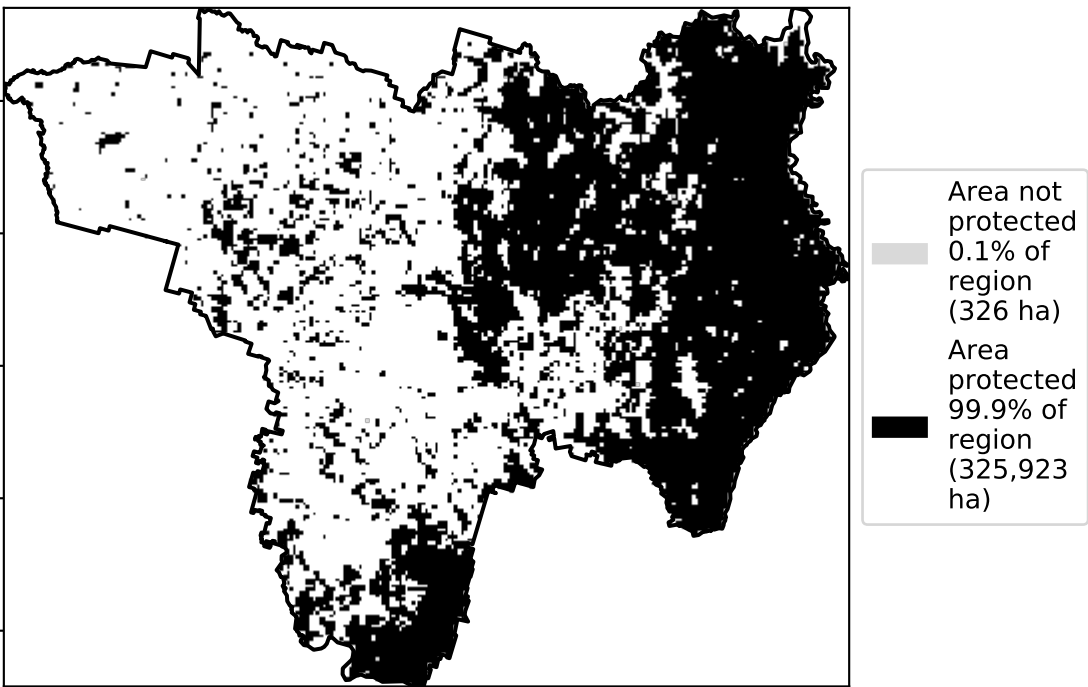 Area not
protected
0.1% of
region
(326 ha)
Area
protected
99.9% of
region
(325,923
ha)